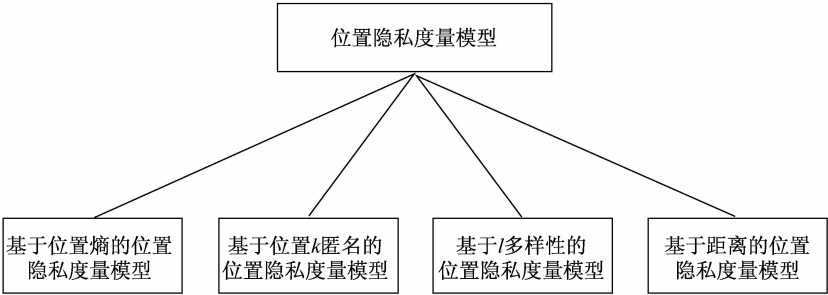 位置隐私度量模型
基于位置熵的位置
隐私度量模型
基于位置k匿名的
位置隐私度量模型
基于l多样性的
位置隐私度量模型
基于距离的位置
隐私度量模型